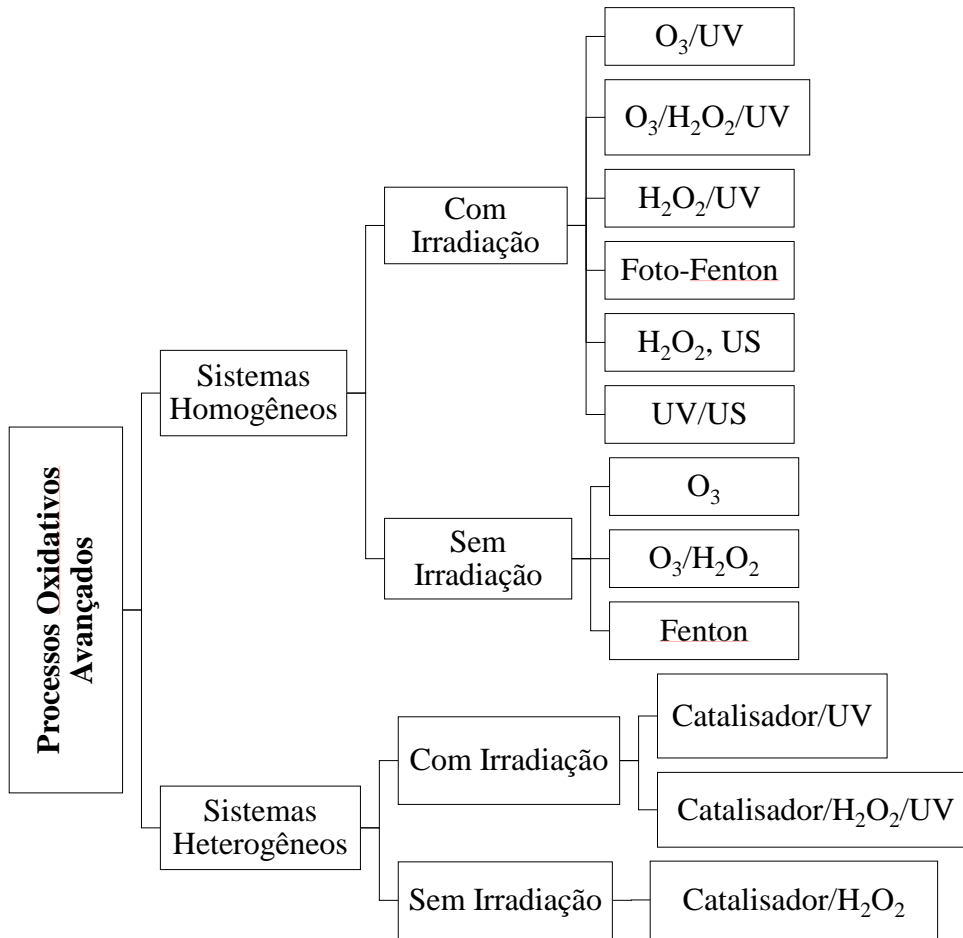 Processos Oxidativos
Avançados
Sistemas
Homogêneos
Com
Irradiação
O₃/UV
O₃/H₂O₂/UV
H₂O₂/UV
Foto-Fenton
H₂O₂, US
UV/US
Sem
Irradiação
O₃
O₃/H₂O₂
Fenton
Sistemas
Heterogêneos
Com Irradiação
Catalisador/UV
Catalisador/H₂O₂/UV
Sem Irradiação
Catalisador/H₂O₂